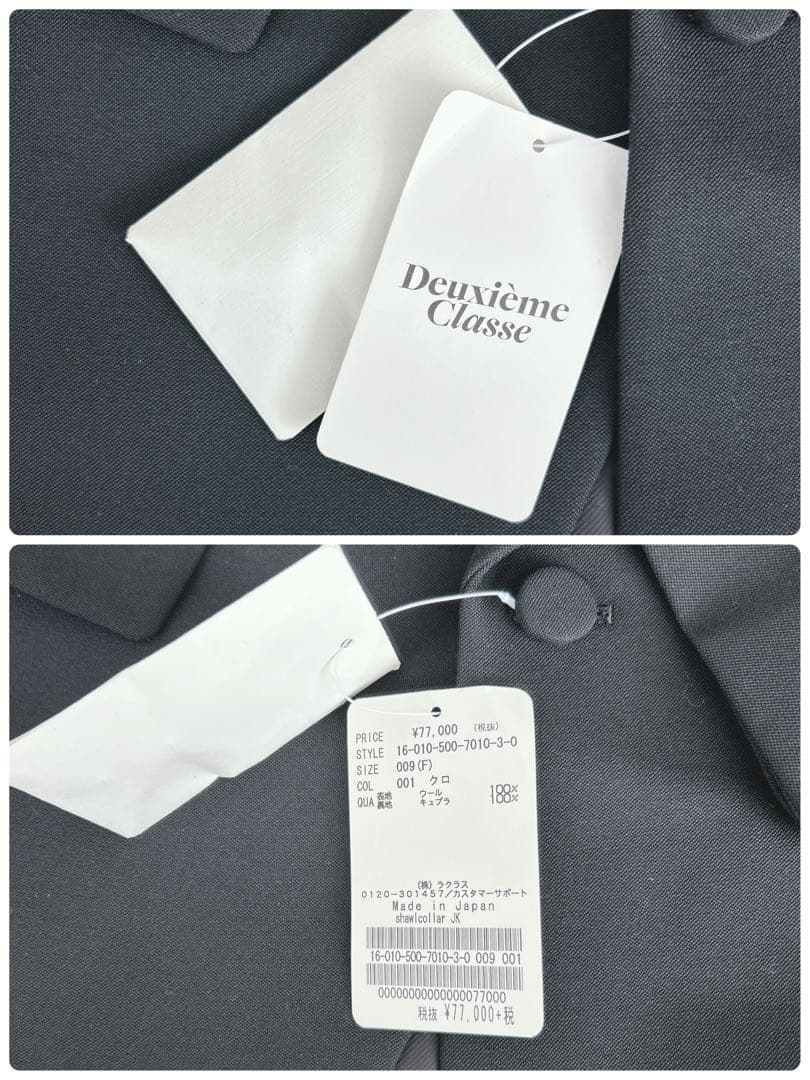 Deuxième
Classe
PRICE ¥77,000 (税抜)
STYLE 16-010-500-7010-3-0
SIZE 009(F)
COL 001 クロ
QUA 表地 ウール 100%
裏地 キュプラ 100%
(株) ラクラス
0120-301457/カスタマーサポート
Made in Japan
shawlcollar JK
16-010-500-7010-3-0 009 001
00000000000000077000
税抜 ¥77,000+税